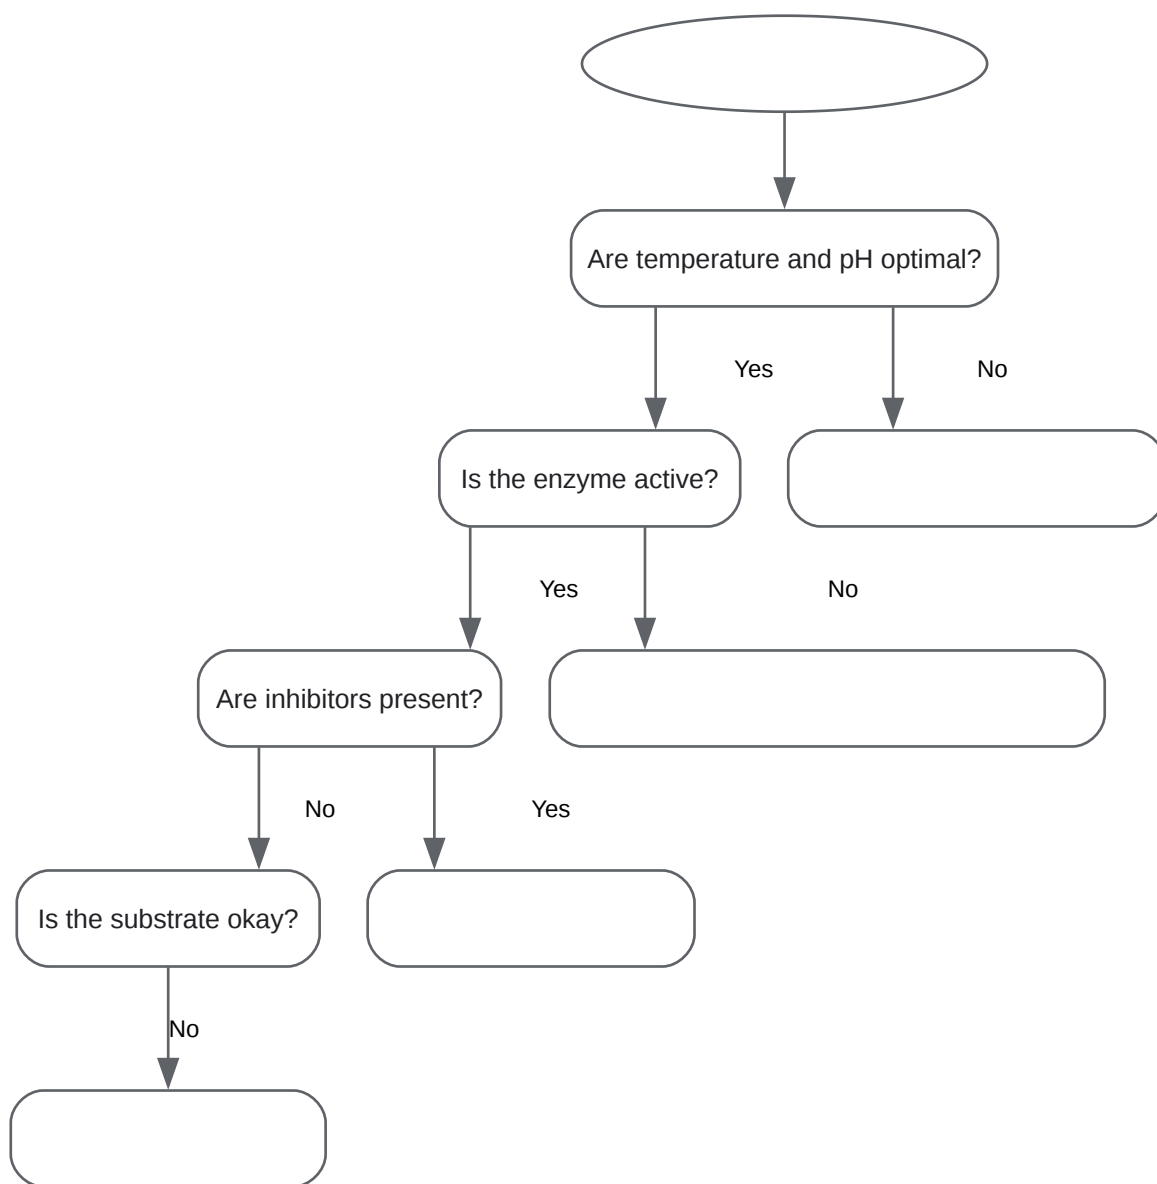 Are temperature and pH optimal?
Yes
No
Is the enzyme active?
Yes
No
Are inhibitors present?
No
Yes
Is the substrate okay?
No